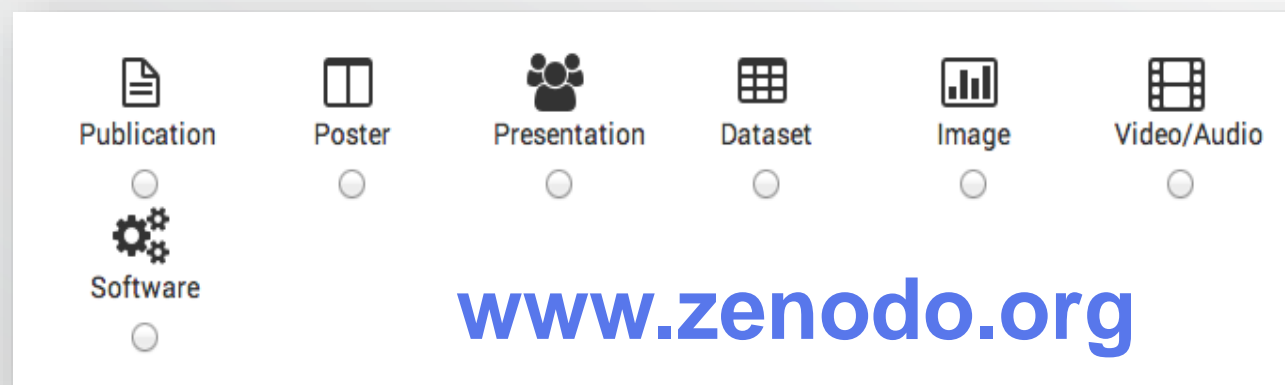 Publication Poster Presentation Dataset Image Video/Audio
Software
www.zenodo.org